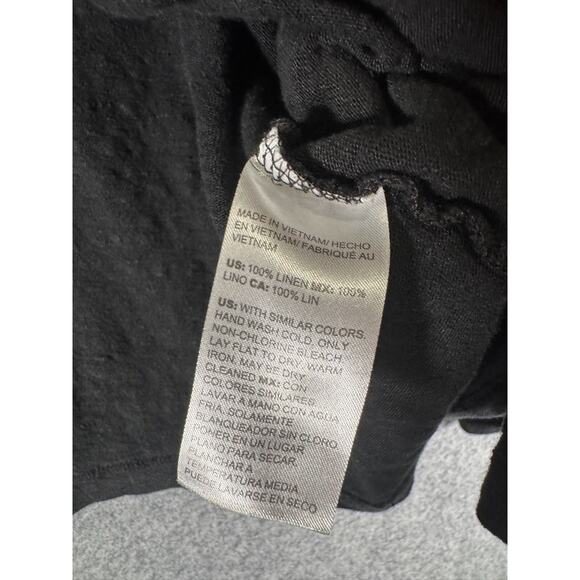 MADE IN VIETNAM/ HECHO
EN VIETNAM/ FABRIQUÉ AU
VIETNAM
US: 100% LINEN MX: 100%
LINO CA: 100% LIN
US: WITH SIMILAR COLORS.
HAND WASH COLD. ONLY
NON-CHLORINE BLEACH
LAY FLAT TO DRY. WARM
IRON. MAY BE DRY
CLEANED MX: CON
COLORES SIMILARES
LAVAR A MANO CON AGUA
FRIA. SOLAMENTE
BLANQUEADOR SIN CLORO
PONER EN UN LUGAR
PLANO PARA SECAR.
PLANCHAR A
TEMPERATURA MEDIA
PUEDE LAVARSE EN SECO